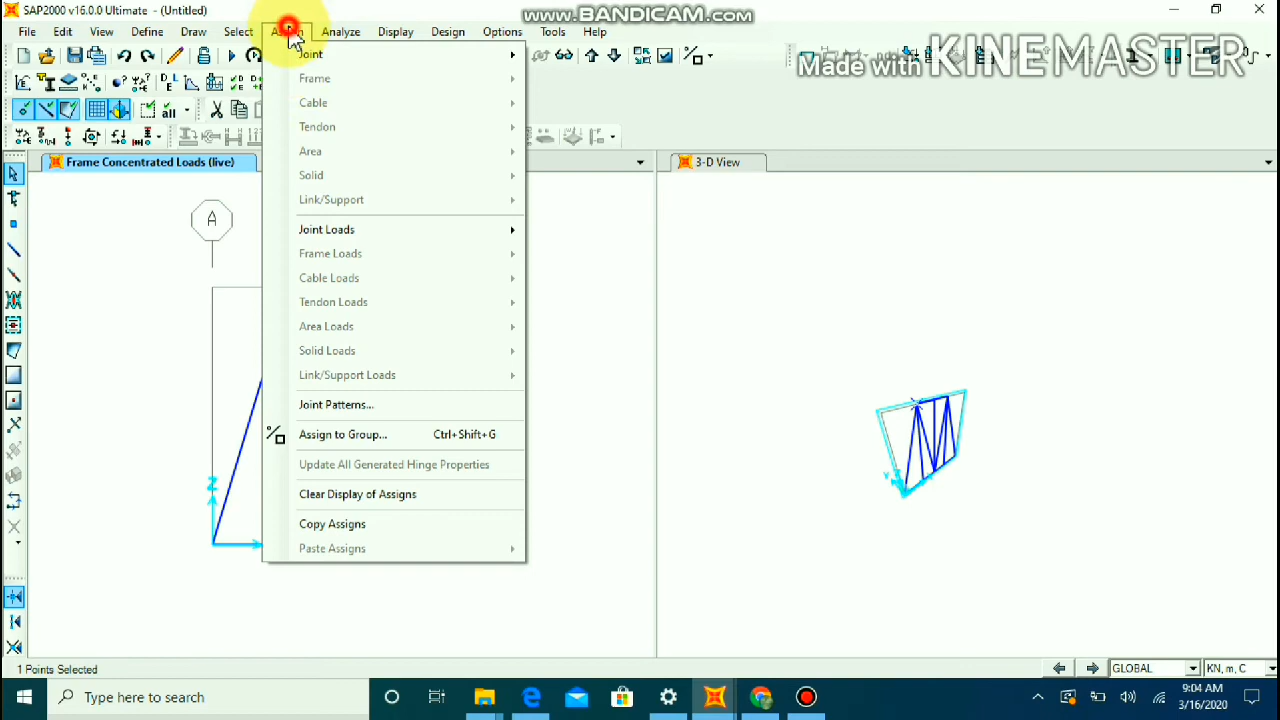 SAP2000 v16.0.0 Ultimate - (Untitled)
www.BANDICAM.com
File Edit View Define Draw Select Assign Analyze Display Design Options Tools Help
Made with KINEMASTER
Joint
Frame
Cable
Tendon
Area
Solid
Link/Support
Joint Loads
Frame Loads
Cable Loads
Tendon Loads
Area Loads
Solid Loads
Link/Support Loads
Joint Patterns...
Assign to Group... Ctrl+Shift+G
Update All Generated Hinge Properties
Clear Display of Assigns
Copy Assigns
Paste Assigns
all
Frame Concentrated Loads (live)
3-D View
A
Z
Y
1 Points Selected
GLOBAL
KN, m, C
Type here to search
9:04 AM
3/16/2020